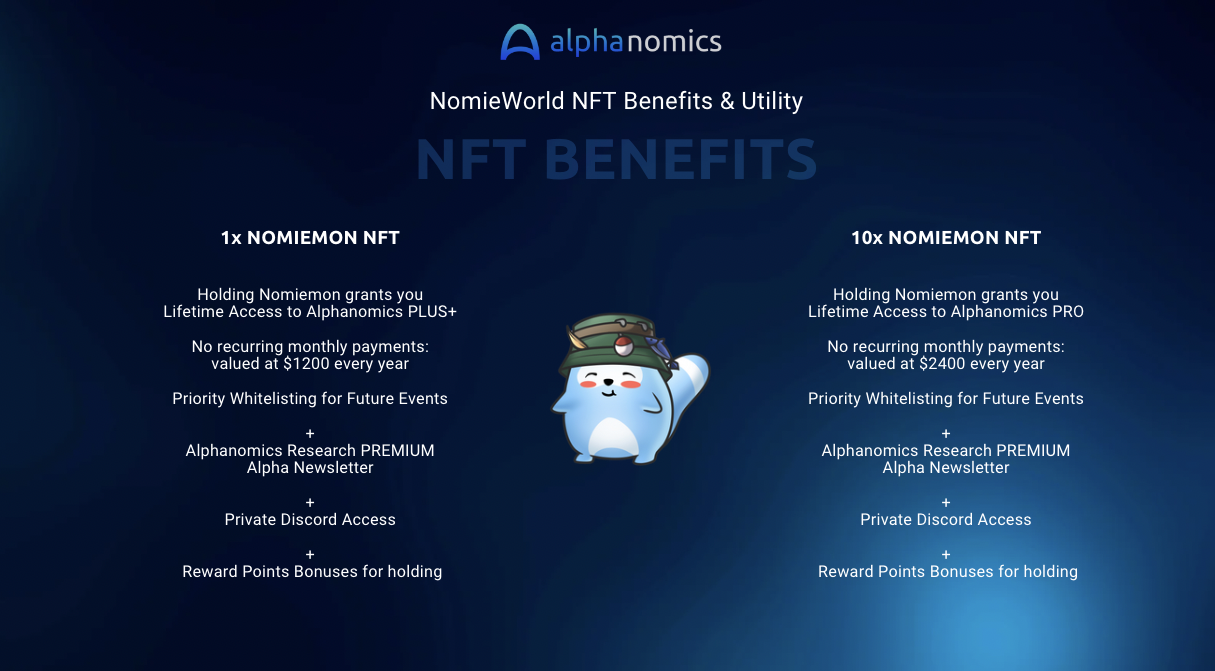 alphanomics
NomieWorld NFT Benefits & Utility
NFT BENEFITS
1x NOMIEMON NFT
Holding Nomiemon grants you
Lifetime Access to Alphanomics PLUS+
No recurring monthly payments:
valued at $1200 every year
Priority Whitelisting for Future Events
+
Alphanomics Research PREMIUM
Alpha Newsletter
+
Private Discord Access
+
Reward Points Bonuses for holding
10x NOMIEMON NFT
Holding Nomiemon grants you
Lifetime Access to Alphanomics PRO
No recurring monthly payments:
valued at $2400 every year
Priority Whitelisting for Future Events
+
Alphanomics Research PREMIUM
Alpha Newsletter
+
Private Discord Access
+
Reward Points Bonuses for holding